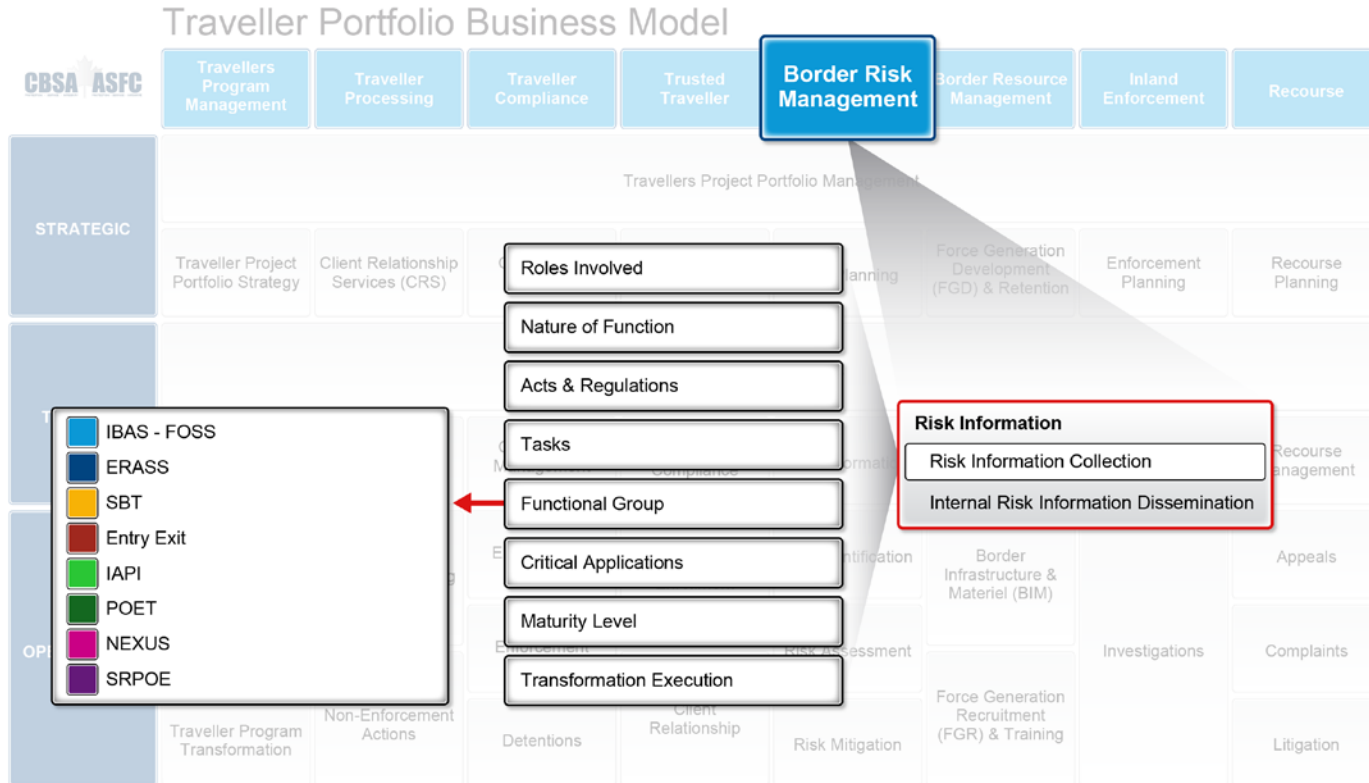 Traveller Portfolio Business Model
CBSA ASFC
Travellers
Program
Management
Traveller
Processing
Traveller
Compliance
Trusted
Traveller
Border Risk
Management
Border Resource
Management
Inland
Enforcement
Recourse
Travellers Project Portfolio Management
STRATEGIC
Traveller Project
Portfolio Strategy
Client Relationship
Services (CRS)
Force Generation
Development
(FGD) & Retention
Enforcement
Planning
Recourse
Planning
Roles Involved
Nature of Function
Acts & Regulations
Tasks
Functional Group
Critical Applications
Maturity Level
Transformation Execution
IBAS - FOSS
ERASS
SBT
Entry Exit
IAPI
POET
NEXUS
SRPOE
Risk Information
Risk Information Collection
Internal Risk Information Dissemination
Recourse
Compliance
Border
Infrastructure &
Materiel (BIM)
Appeals
Enforcement
Risk Assessment
Investigations
Complaints
Traveller Program
Transformation
Non-Enforcement
Actions
Detentions
Client
Relationship
Risk Mitigation
Force Generation
Recruitment
(FGR) & Training
Litigation